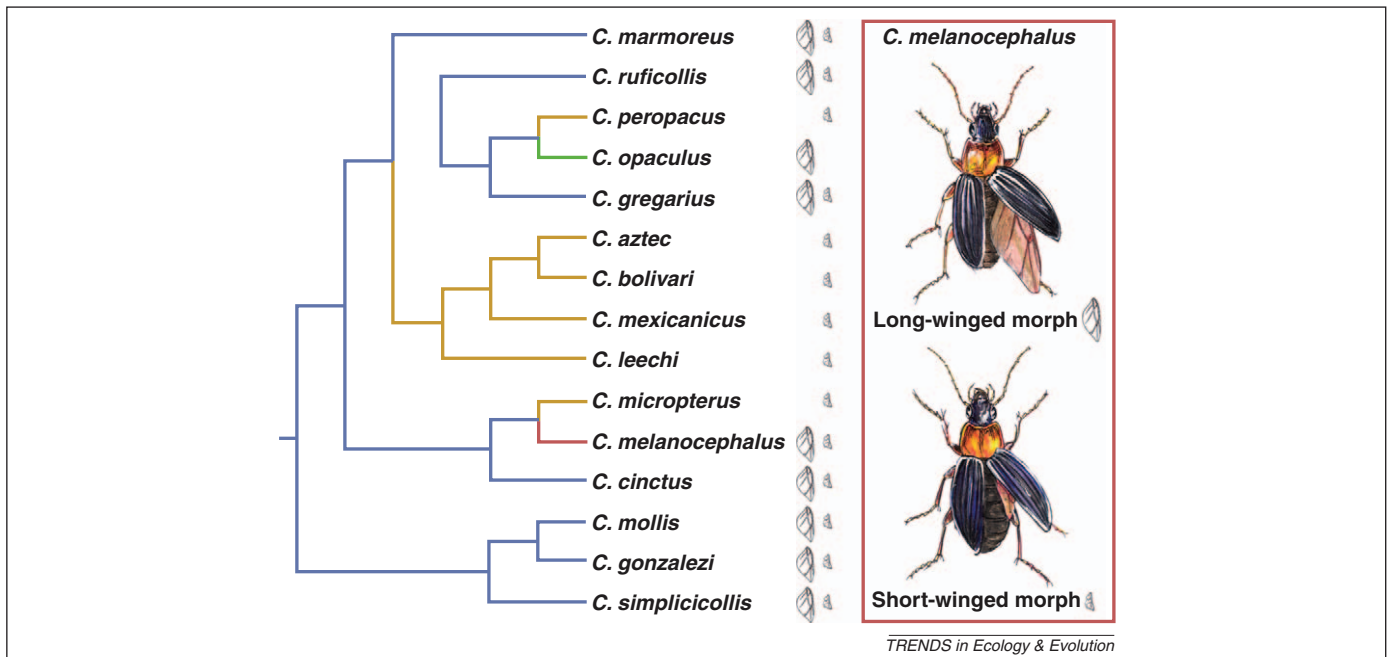 C. marmoreus
C. ruficollis
C. peropacus
C. opaculus
C. gregarius
C. aztec
C. bolivari
C. mexicanicus
C. leechi
C. micropterus
C. melanocephalus
C. cinctus
C. mollis
C. gonzalezi
C. simplicicollis
C. melanocephalus
Long-winged morph
Short-winged morph
TRENDS in Ecology & Evolution